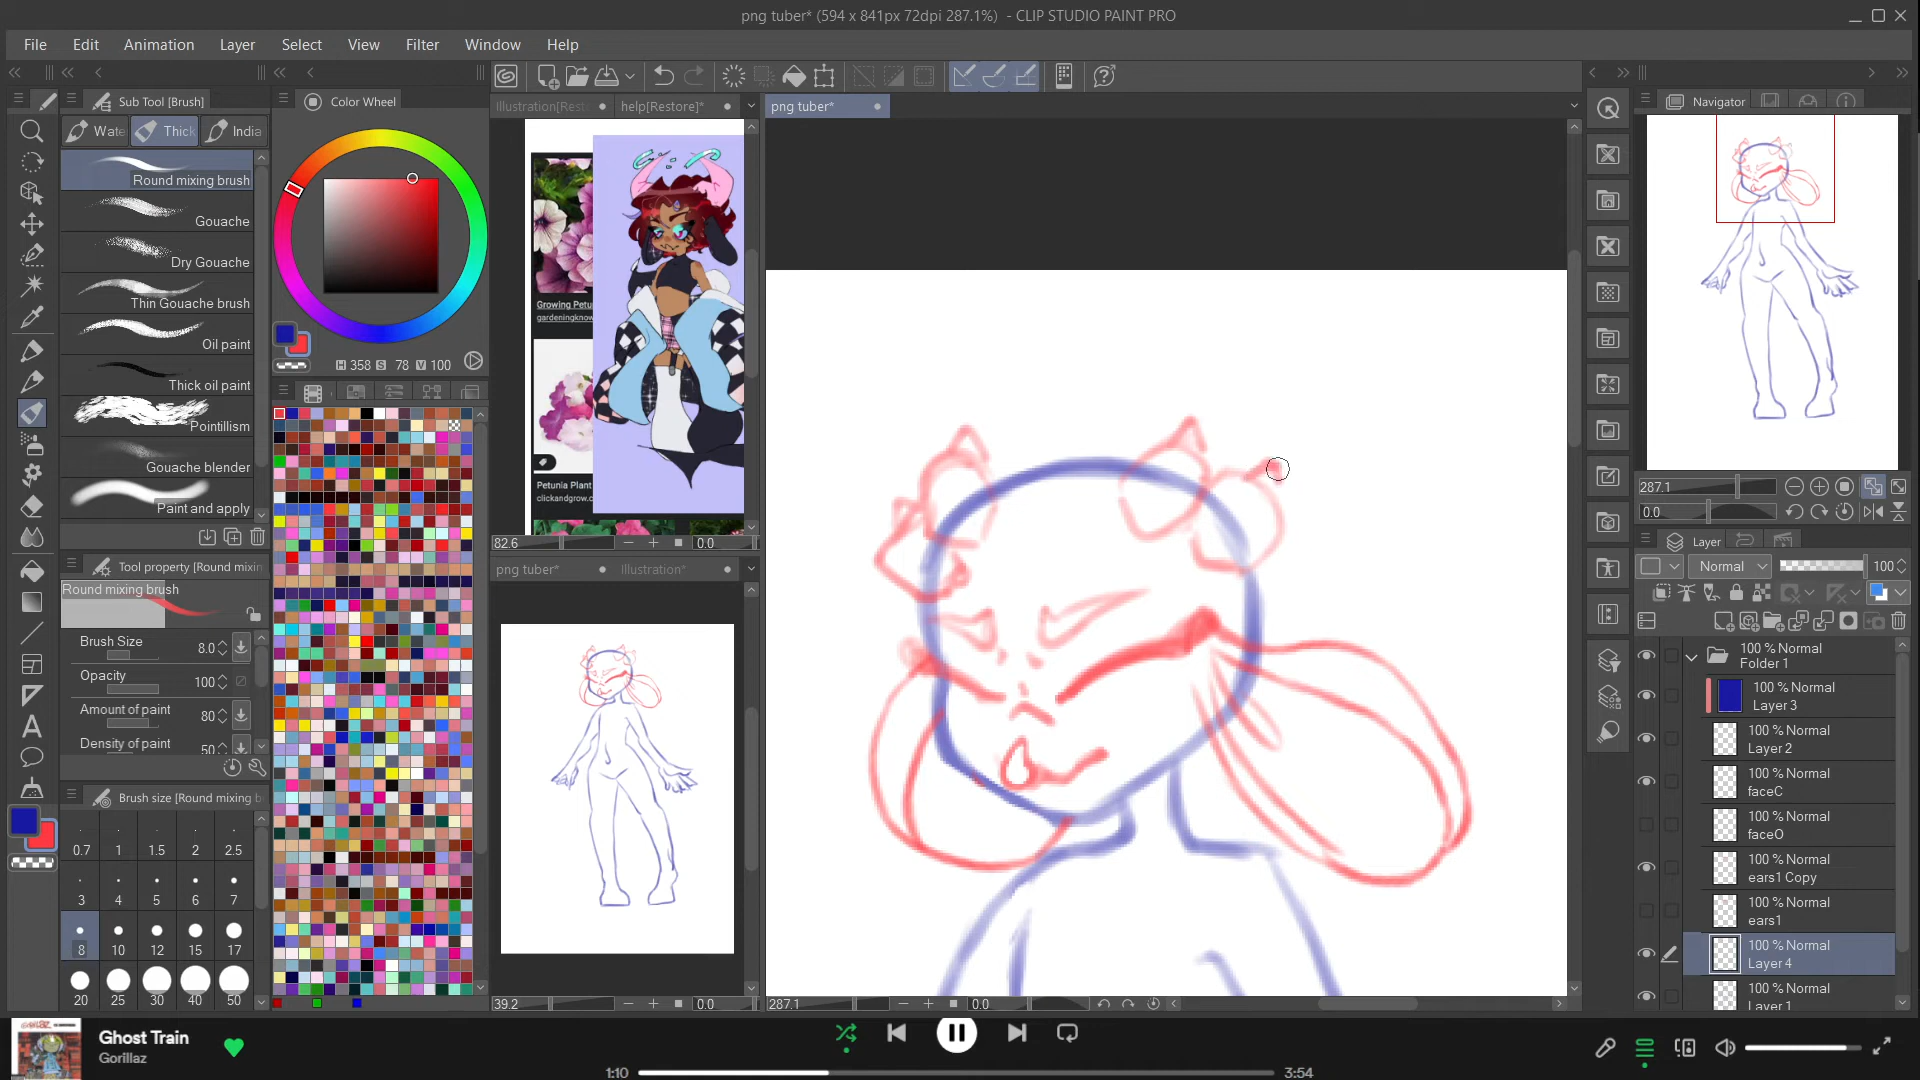 png tuber* (594 x 841px 72dpi 287.1%) - CLIP STUDIO PAINT PRO
File Edit Animation Layer Select View Filter Window Help
Sub Tool [Brush]
Color Wheel
Illustration[Rest
help[Restore]*
png tuber*
Navigator
Wate
Thick
India
Round mixing brush
Gouache
Dry Gouache
Thin Gouache brush
Oil paint
Thick oil paint
Pointillism
Gouache blender
Paint and apply
H 358 S 78 V 100
Growing Petu
gardeningknow
Petunia Plant
clickandgrow.c
82.6
0.0
png tuber*
Illustration*
Tool property [Round mixin
Round mixing brush
Brush Size 8.0
Opacity 100
Amount of paint 80
Density of paint 50
Brush size [Round mixing b
0.7 1 1.5 2 2.5
3 4 5 6 7
8 10 12 15 17
20 25 30 40 50
39.2
0.0
287.1
0.0
287.1
0.0
Layer
Normal
100
100 % Normal
Folder 1
100 % Normal
Layer 3
100 % Normal
Layer 2
100 % Normal
faceC
100 % Normal
faceO
100 % Normal
ears1 Copy
100 % Normal
ears1
100 % Normal
Layer 4
100 % Normal
Layer 1
Ghost Train
Gorillaz
1:10
3:54